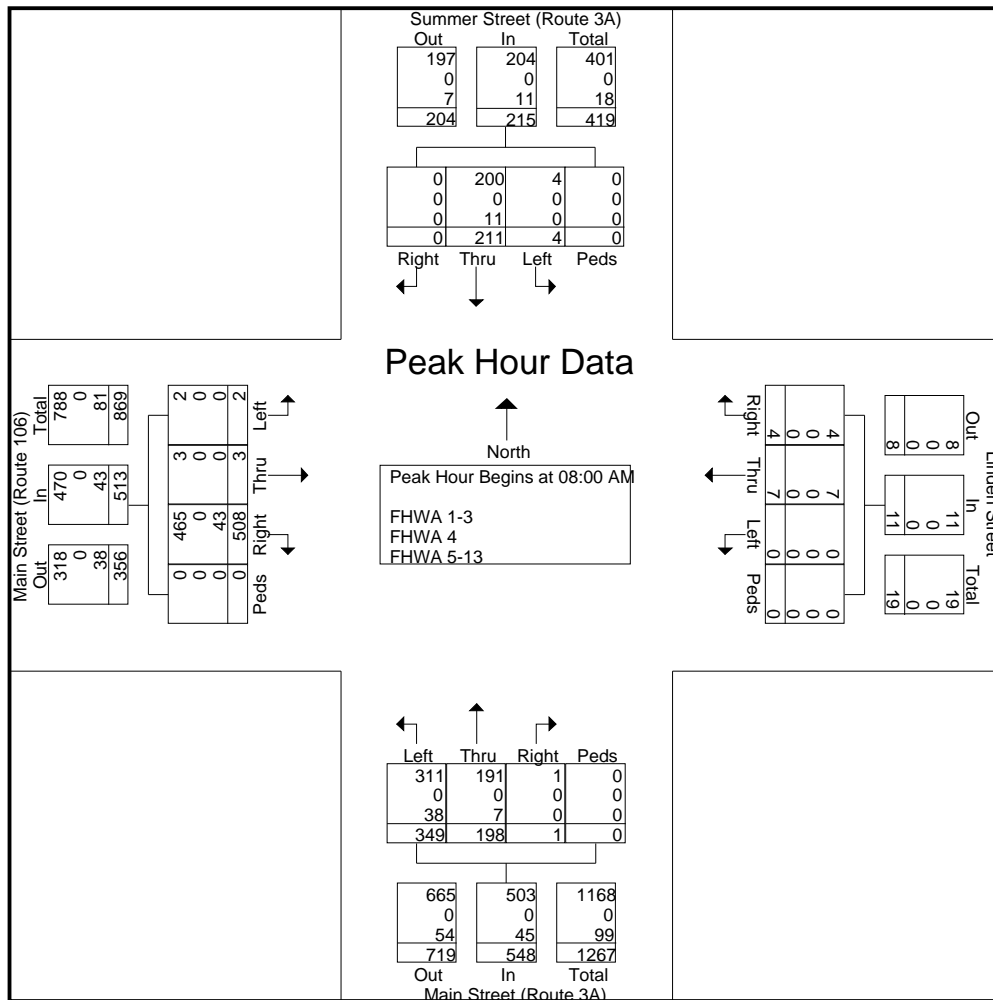 Summer Street (Route 3A)
Out In Total
197 204 401
0 0 0
7 11 18
204 215 419
0 200 4 0
0 0 0 0
0 11 0 0
0 211 4 0
Right Thru Left Peds
Peak Hour Data
North
Peak Hour Begins at 08:00 AM
FHWA 1-3
FHWA 4
FHWA 5-13
Main Street (Route 106)
Out In Total
318 470 788
0 0 0
38 43 81
356 513 869
0 465 3 2
0 0 0 0
0 43 0 0
0 508 3 2
Peds Right Thru Left
Linden Street
Out In Total
8 11 19
0 0 0
0 0 0
8 11 19
4 7 0 0
0 0 0 0
0 0 0 0
4 7 0 0
Right Thru Left Peds
Left Thru Right Peds
311 191 1 0
0 0 0 0
38 7 0 0
349 198 1 0
665 503 1168
0 0 0
54 45 99
719 548 1267
Out In Total
Main Street (Route 3A)